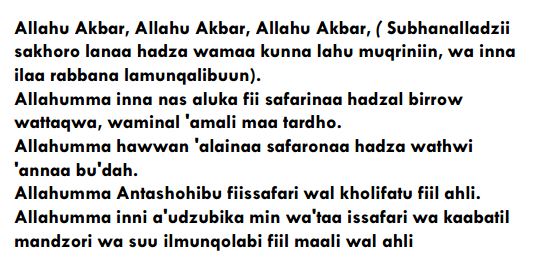 Allahu Akbar, Allahu Akbar, Allahu Akbar, ( Subhanalladzii
sakhoro lanaa hadza wamaa kunna lahu muqriniin, wa inna
ilaa rabbana lamunqalibuun).
Allahumma inna nas aluka fii safarinaa hadzal birrow
wattaqwa, waminal 'amali maa tardho.
Allahumma hawwan 'alainaa safaronaa hadza wathwi
'annaa bu'dah.
Allahumma Antashohibu fiissafari wal kholifatu fiil ahli.
Allahumma inni a'udzubika min wa'taa issafari wa kaabatil
mandzori wa suu ilmunqolabi fiil maali wal ahli